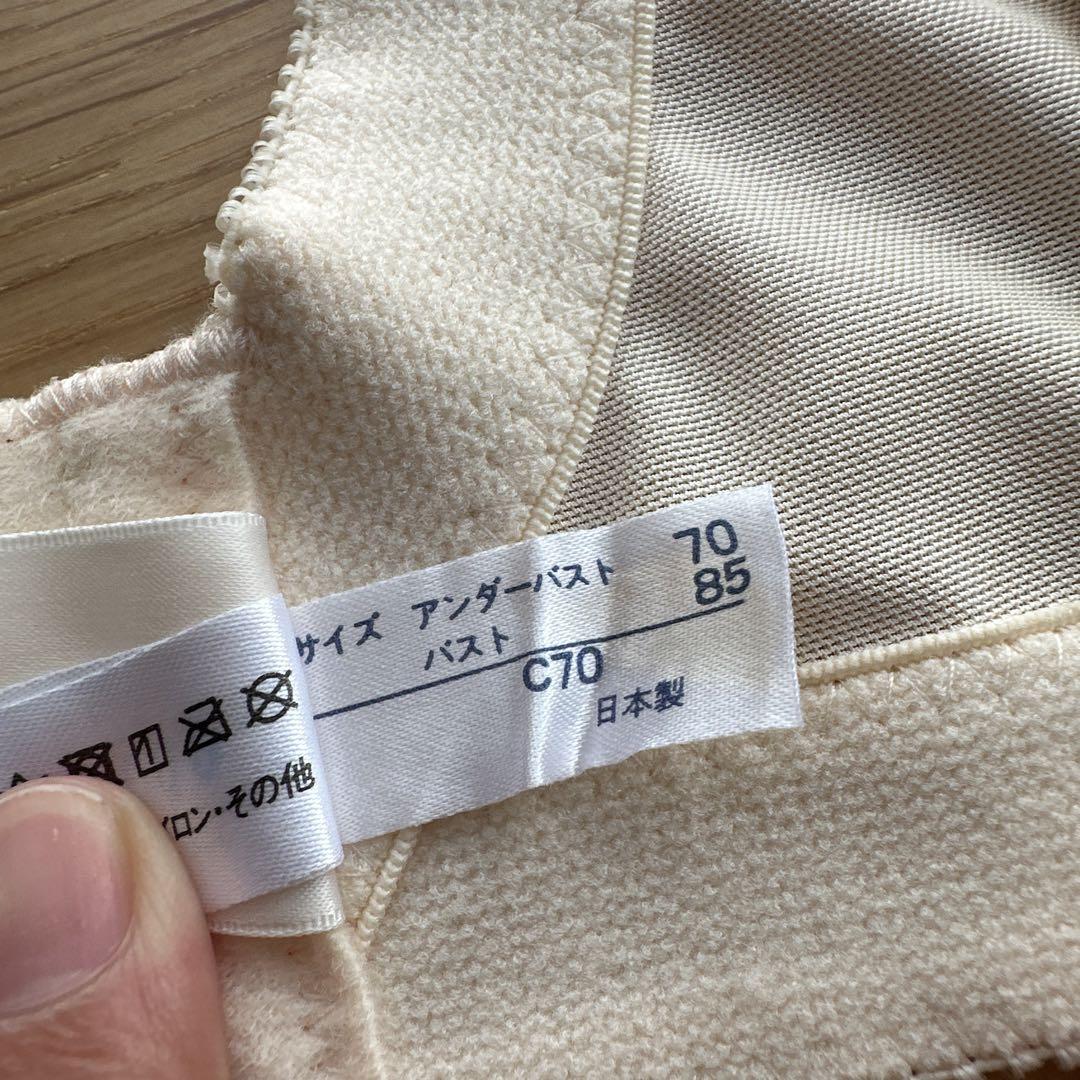 サイズ アンダーバスト 70
バスト 85
C70
日本製
イロン・その他